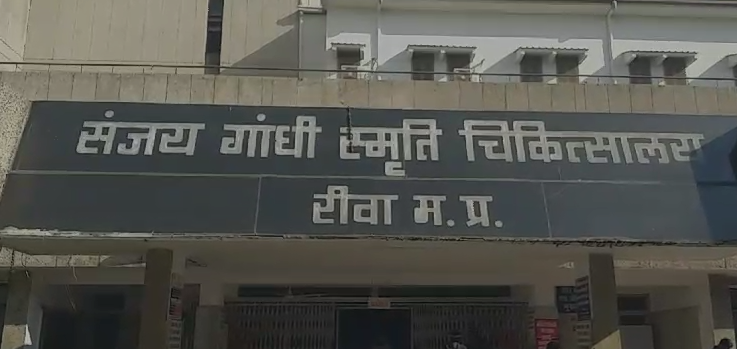 संजय गांधी स्मृति चिकित्सालय
रीवा म. प्र.